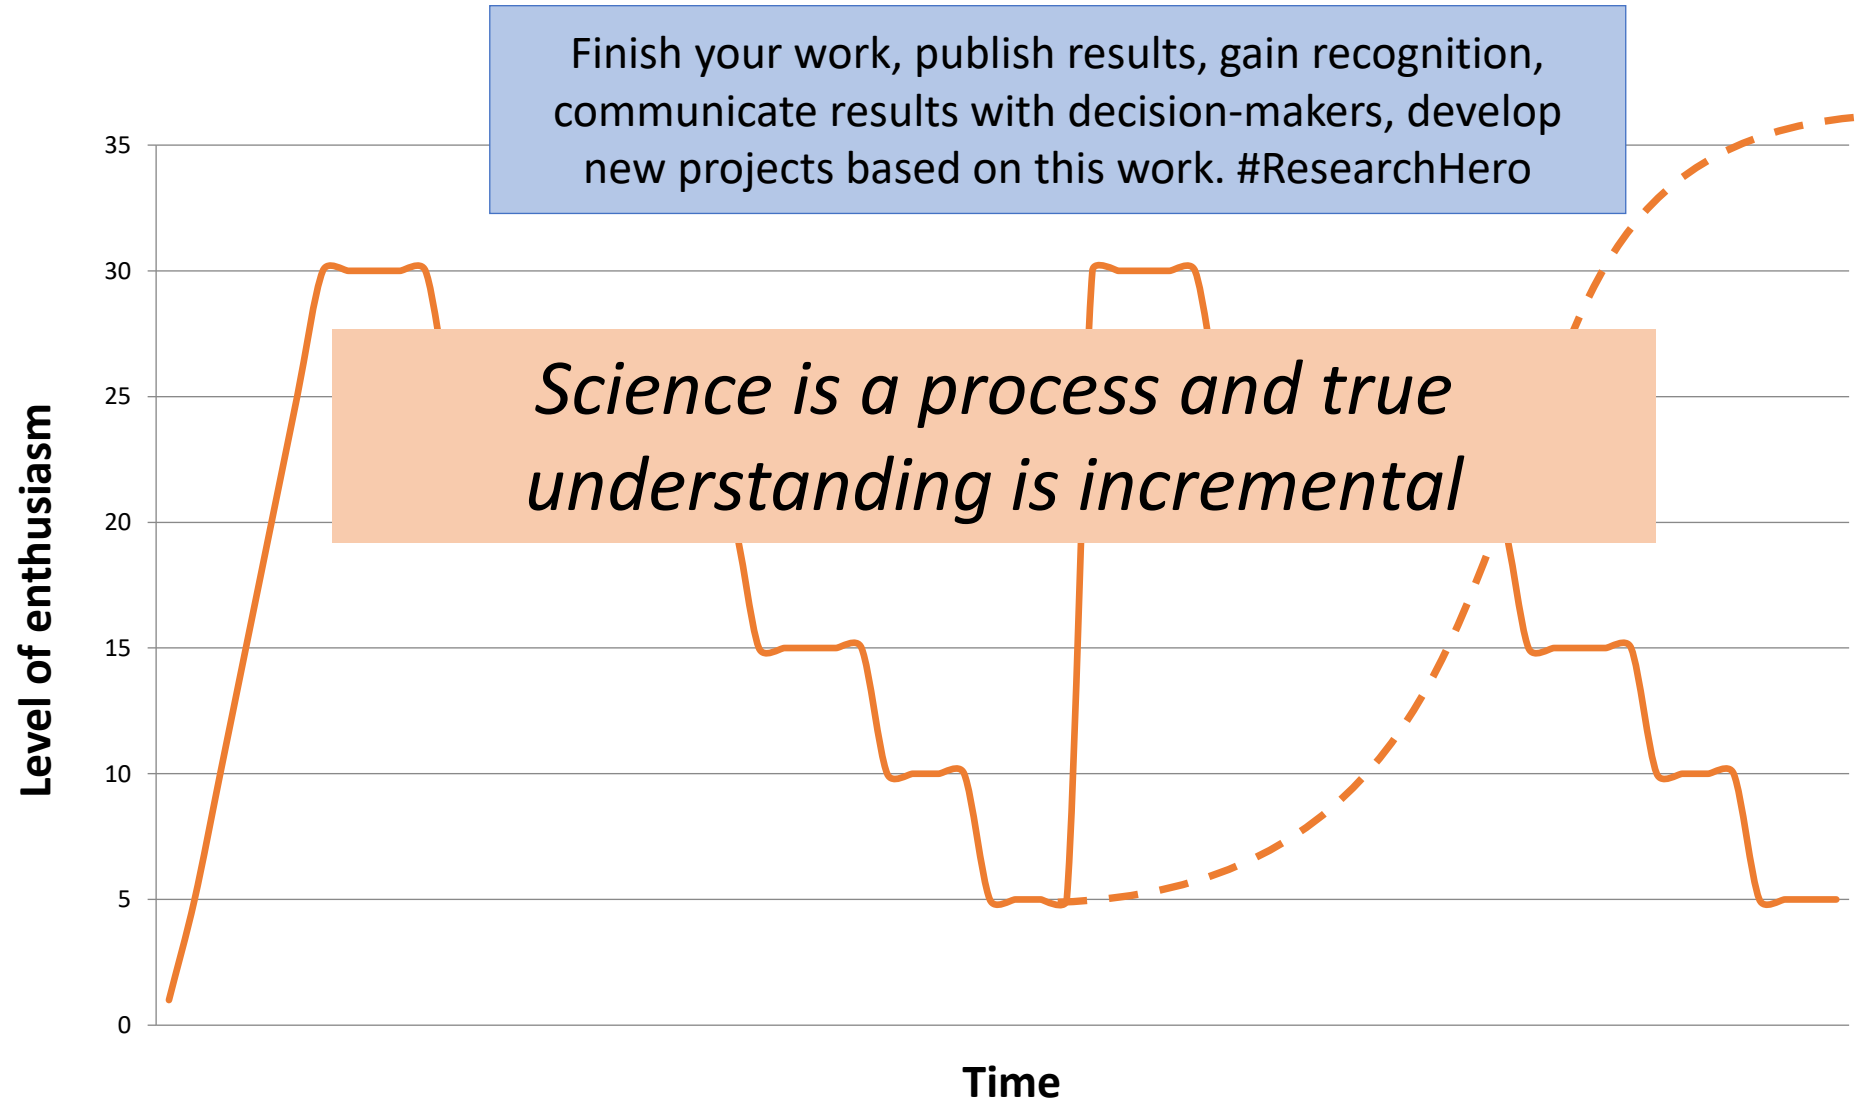 Finish your work, publish results, gain recognition,
communicate results with decision-makers, develop
new projects based on this work. #ResearchHero
35
30
25
20
15
10
5
0
Level of enthusiasm
Science is a process and true
understanding is incremental
Time